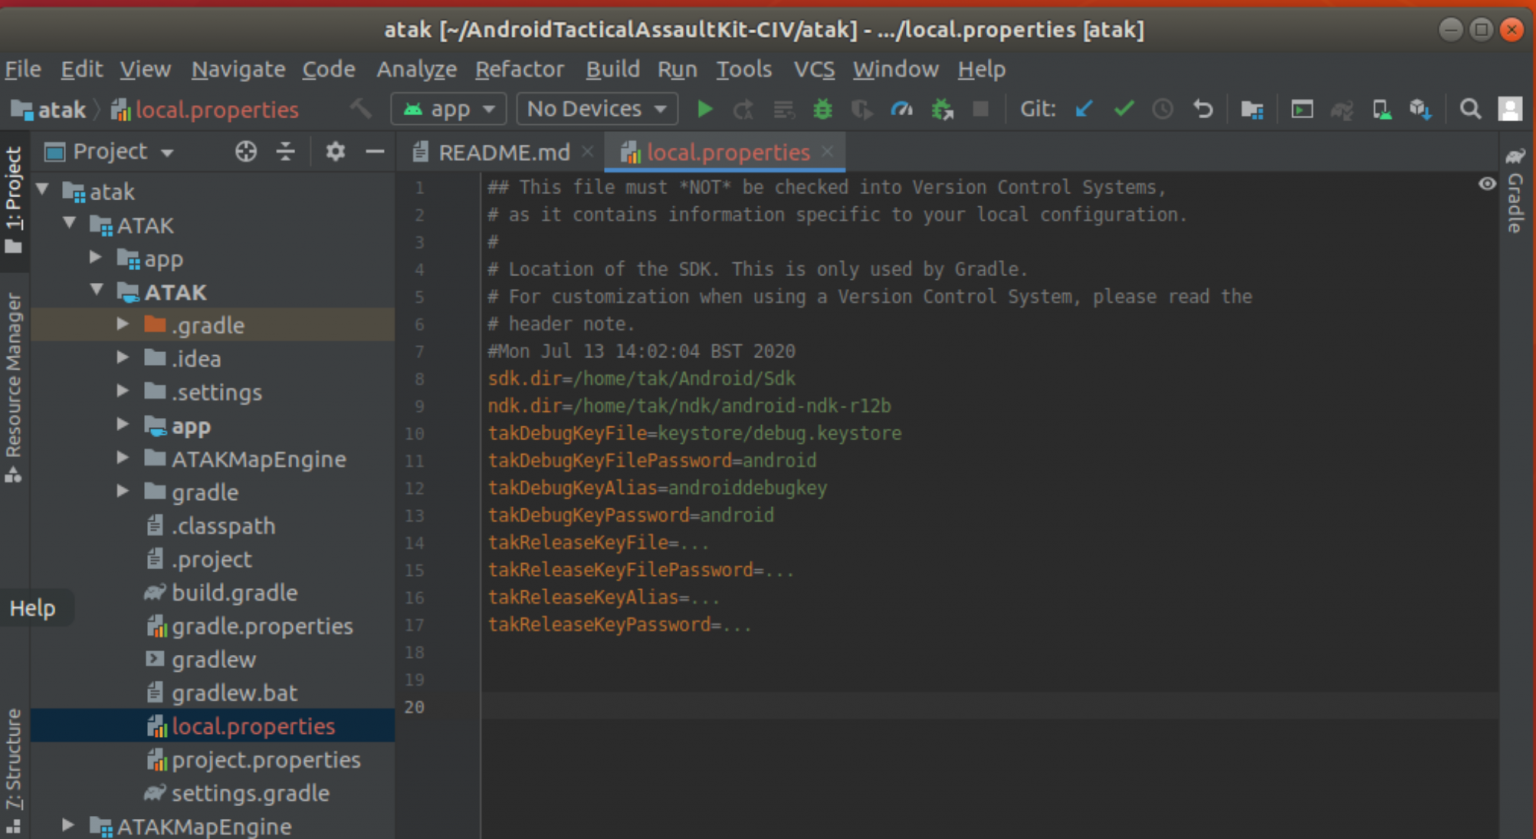 atak [~/AndroidTacticalAssaultKit-CIV/atak] - .../local.properties [atak]
File Edit View Navigate Code Analyze Refactor Build Run Tools VCS Window Help
atak local.properties app No Devices Git:
1: Project
Resource Manager
7: Structure
Project
atak
ATAK
app
ATAK
.gradle
.idea
.settings
app
ATAKMapEngine
gradle
.classpath
.project
build.gradle
gradle.properties
gradlew
gradlew.bat
local.properties
project.properties
settings.gradle
ATAKMapEngine
Help
README.md local.properties
1 ## This file must *NOT* be checked into Version Control Systems,
2 # as it contains information specific to your local configuration.
3 #
4 # Location of the SDK. This is only used by Gradle.
5 # For customization when using a Version Control System, please read the
6 # header note.
7 #Mon Jul 13 14:02:04 BST 2020
8 sdk.dir=/home/tak/Android/Sdk
9 ndk.dir=/home/tak/ndk/android-ndk-r12b
10 takDebugKeyFile=keystore/debug.keystore
11 takDebugKeyFilePassword=android
12 takDebugKeyAlias=androiddebugkey
13 takDebugKeyPassword=android
14 takReleaseKeyFile=...
15 takReleaseKeyFilePassword=...
16 takReleaseKeyAlias=...
17 takReleaseKeyPassword=...
18
19
20
Gradle